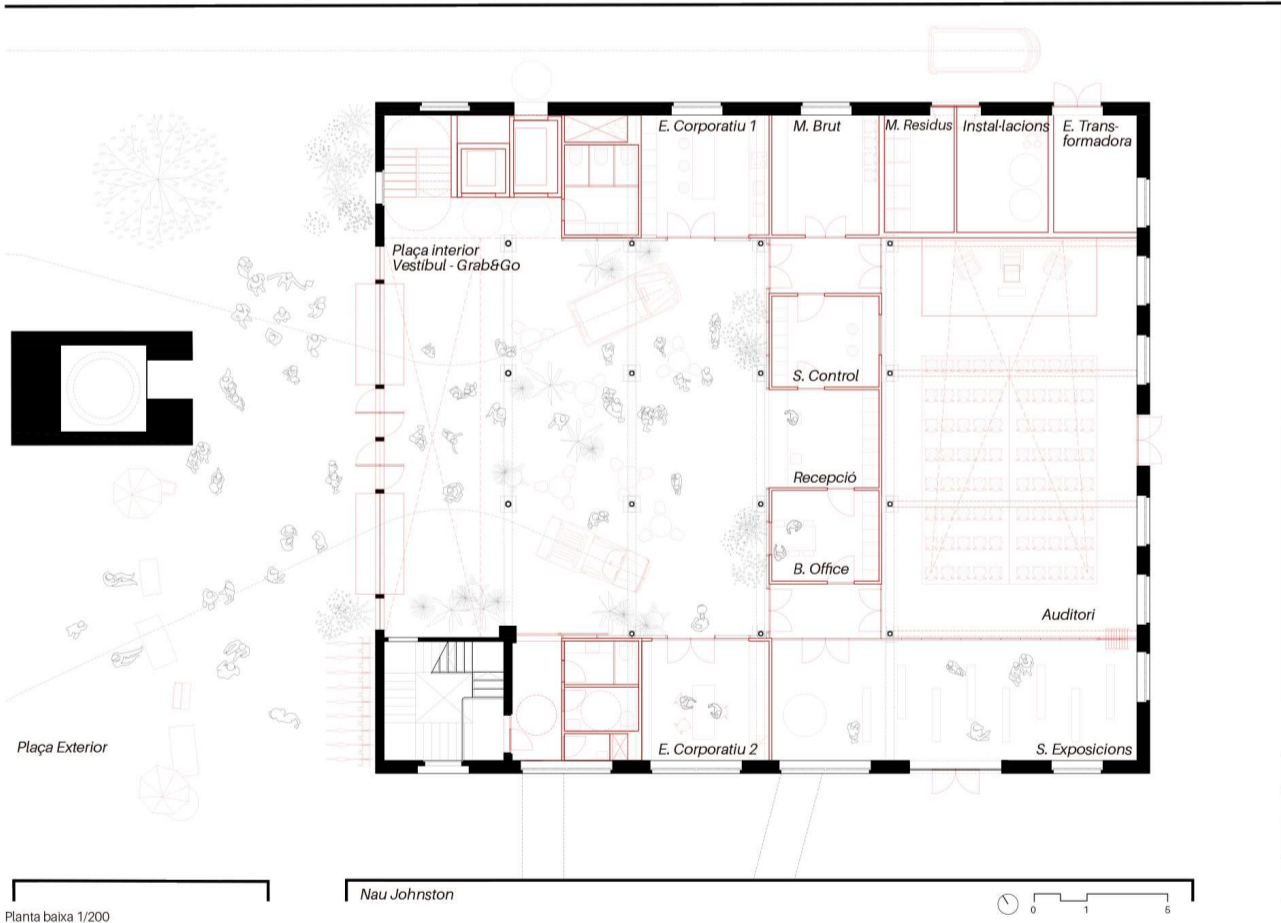 E. Corporatiu 1
M. Brut
M. Residus
Instal·lacions
E. Trans-
formadora
Plaça interior
Vestíbul - Grab&Go
S. Control
Recepció
B. Office
Auditori
Plaça Exterior
E. Corporatiu 2
S. Exposicions
Nau Johnston
0 1 6
Planta baixa 1/200